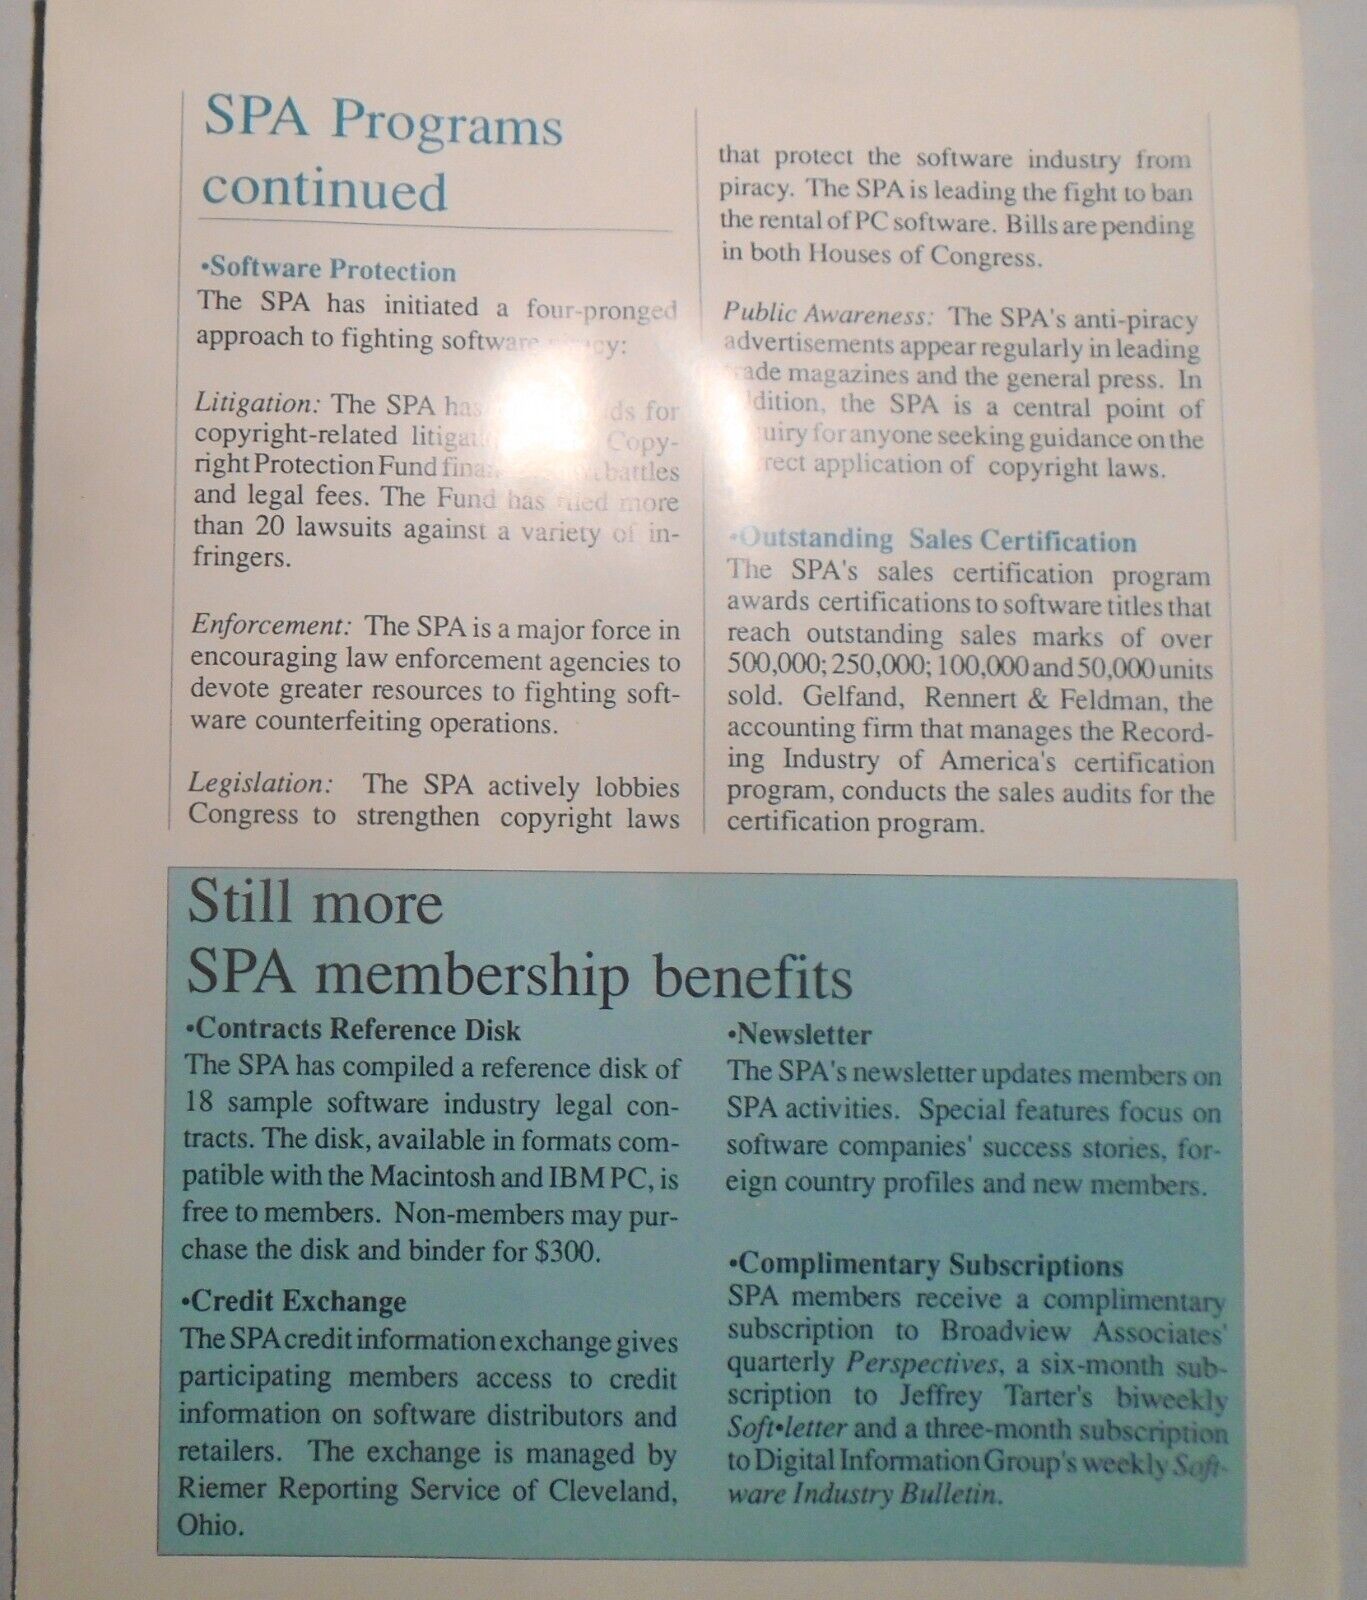 SPA Programs
continued
•Software Protection
The SPA has initiated a four-pronged
approach to fighting software
Litigation: The SPA has for
copyright-related Copy-
right Protection Fund battles
and legal fees. The Fund has filed more
than 20 lawsuits against a variety of in-
fringers.
Enforcement: The SPA is a major force in
encouraging law enforcement agencies to
devote greater resources to fighting soft-
ware counterfeiting operations.
Legislation: The SPA actively lobbies
Congress to strengthen copyright laws
that protect the software industry from
piracy. The SPA is leading the fight to ban
the rental of PC software. Bills are pending
in both Houses of Congress.
Public Awareness: The SPA's anti-piracy
advertisements appear regularly in leading
magazines and the general press. In
the SPA is a central point of
for anyone seeking guidance on the
application of copyright laws.
•Outstanding Sales Certification
The SPA's sales certification program
awards certifications to software titles that
reach outstanding sales marks of over
500,000; 250,000; 100,000 and 50,000 units
sold. Gelfand, Rennert & Feldman, the
accounting firm that manages the Record-
ing Industry of America's certification
program, conducts the sales audits for the
certification program.
Still more
SPA membership benefits
•Contracts Reference Disk
The SPA has compiled a reference disk of
18 sample software industry legal con-
tracts. The disk, available in formats com-
patible with the Macintosh and IBM PC, is
free to members. Non-members may pur-
chase the disk and binder for $300.
•Credit Exchange
The SPA credit information exchange gives
participating members access to credit
information on software distributors and
retailers. The exchange is managed by
Riemer Reporting Service of Cleveland,
Ohio.
•Newsletter
The SPA's newsletter updates members on
SPA activities. Special features focus on
software companies' success stories, for-
eign country profiles and new members.
•Complimentary Subscriptions
SPA members receive a complimentary
subscription to Broadview Associates'
quarterly Perspectives, a six-month sub-
scription to Jeffrey Tarter's biweekly
Soft•letter and a three-month subscription
to Digital Information Group's weekly Soft-
ware Industry Bulletin.